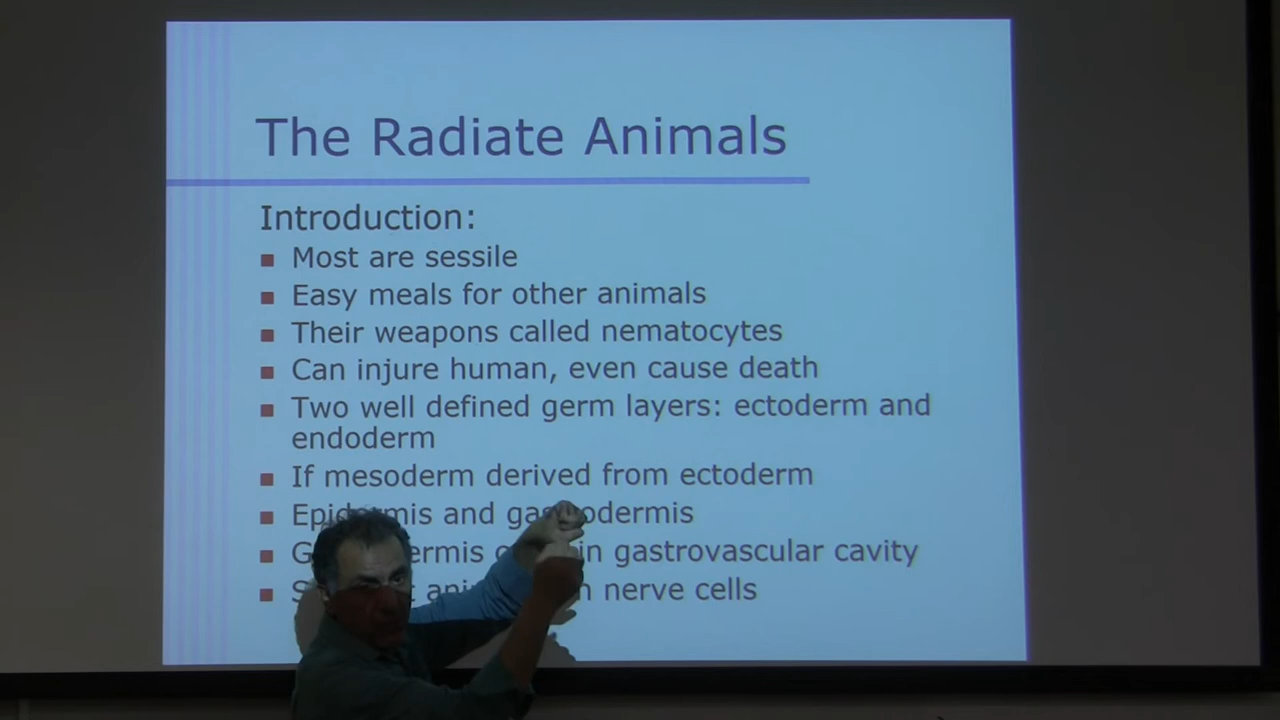 The Radiate Animals
Introduction:
Most are sessile
Easy meals for other animals
Their weapons called nematocytes
Can injure human, even cause death
Two well defined germ layers: ectoderm and
endoderm
If mesoderm derived from ectoderm
Epidermis and gastrodermis
in gastrovascular cavity
nerve cells